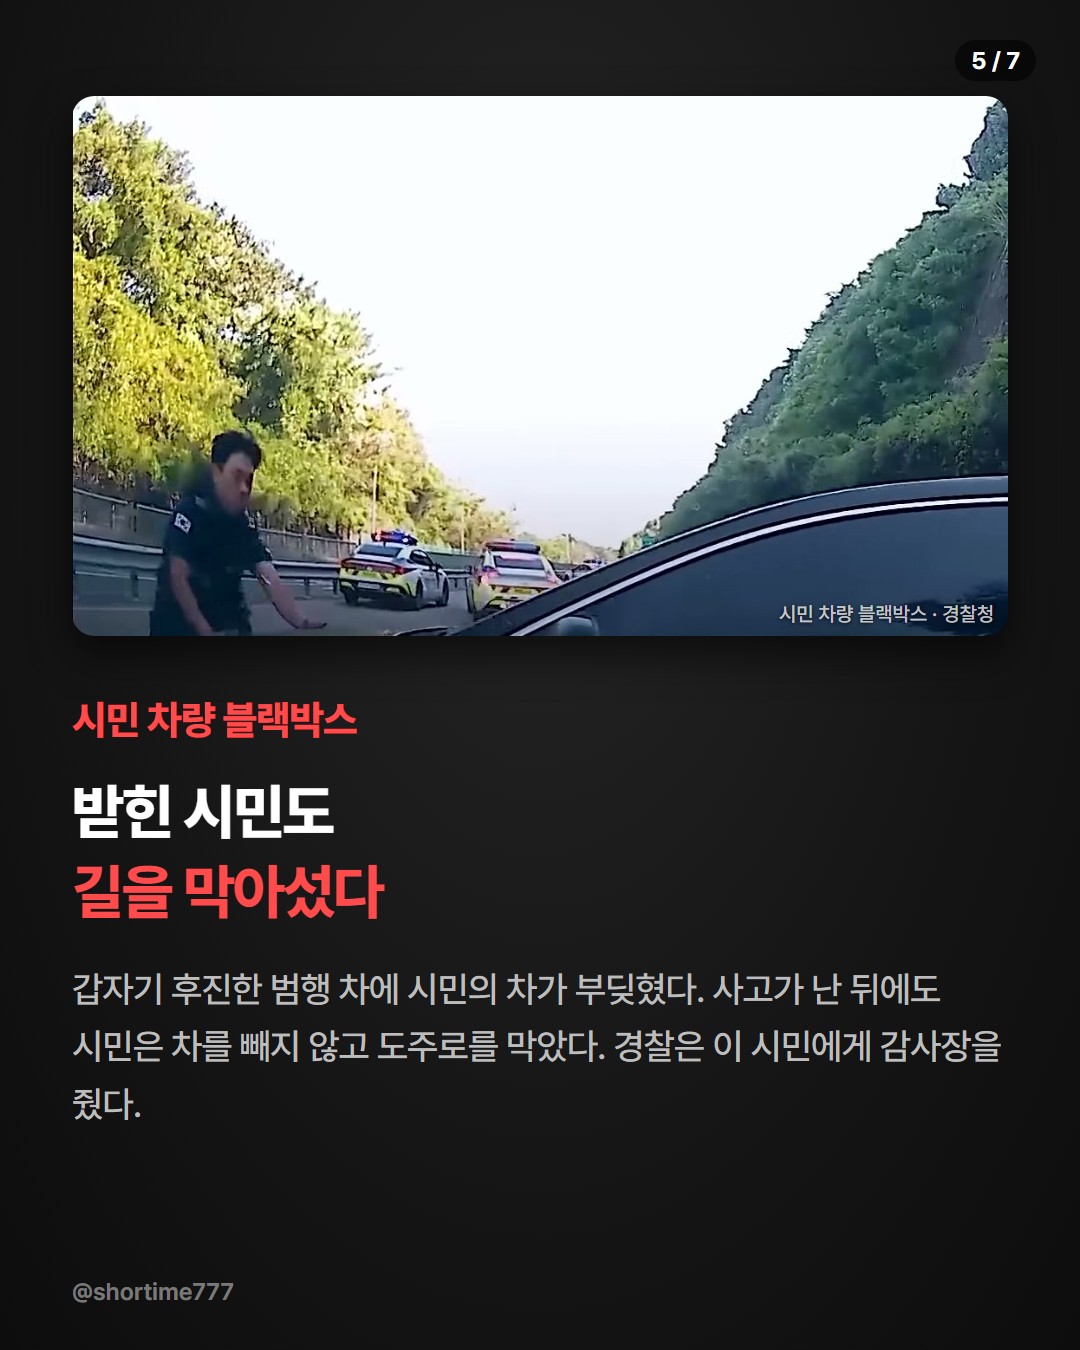 5 / 7
시민 차량 블랙박스 · 경찰청
시민 차량 블랙박스
받힌 시민도
길을 막아섰다
갑자기 후진한 범행 차에 시민의 차가 부딪혔다. 사고가 난 뒤에도
시민은 차를 빼지 않고 도주로를 막았다. 경찰은 이 시민에게 감사장을
줬다.
@shortime777